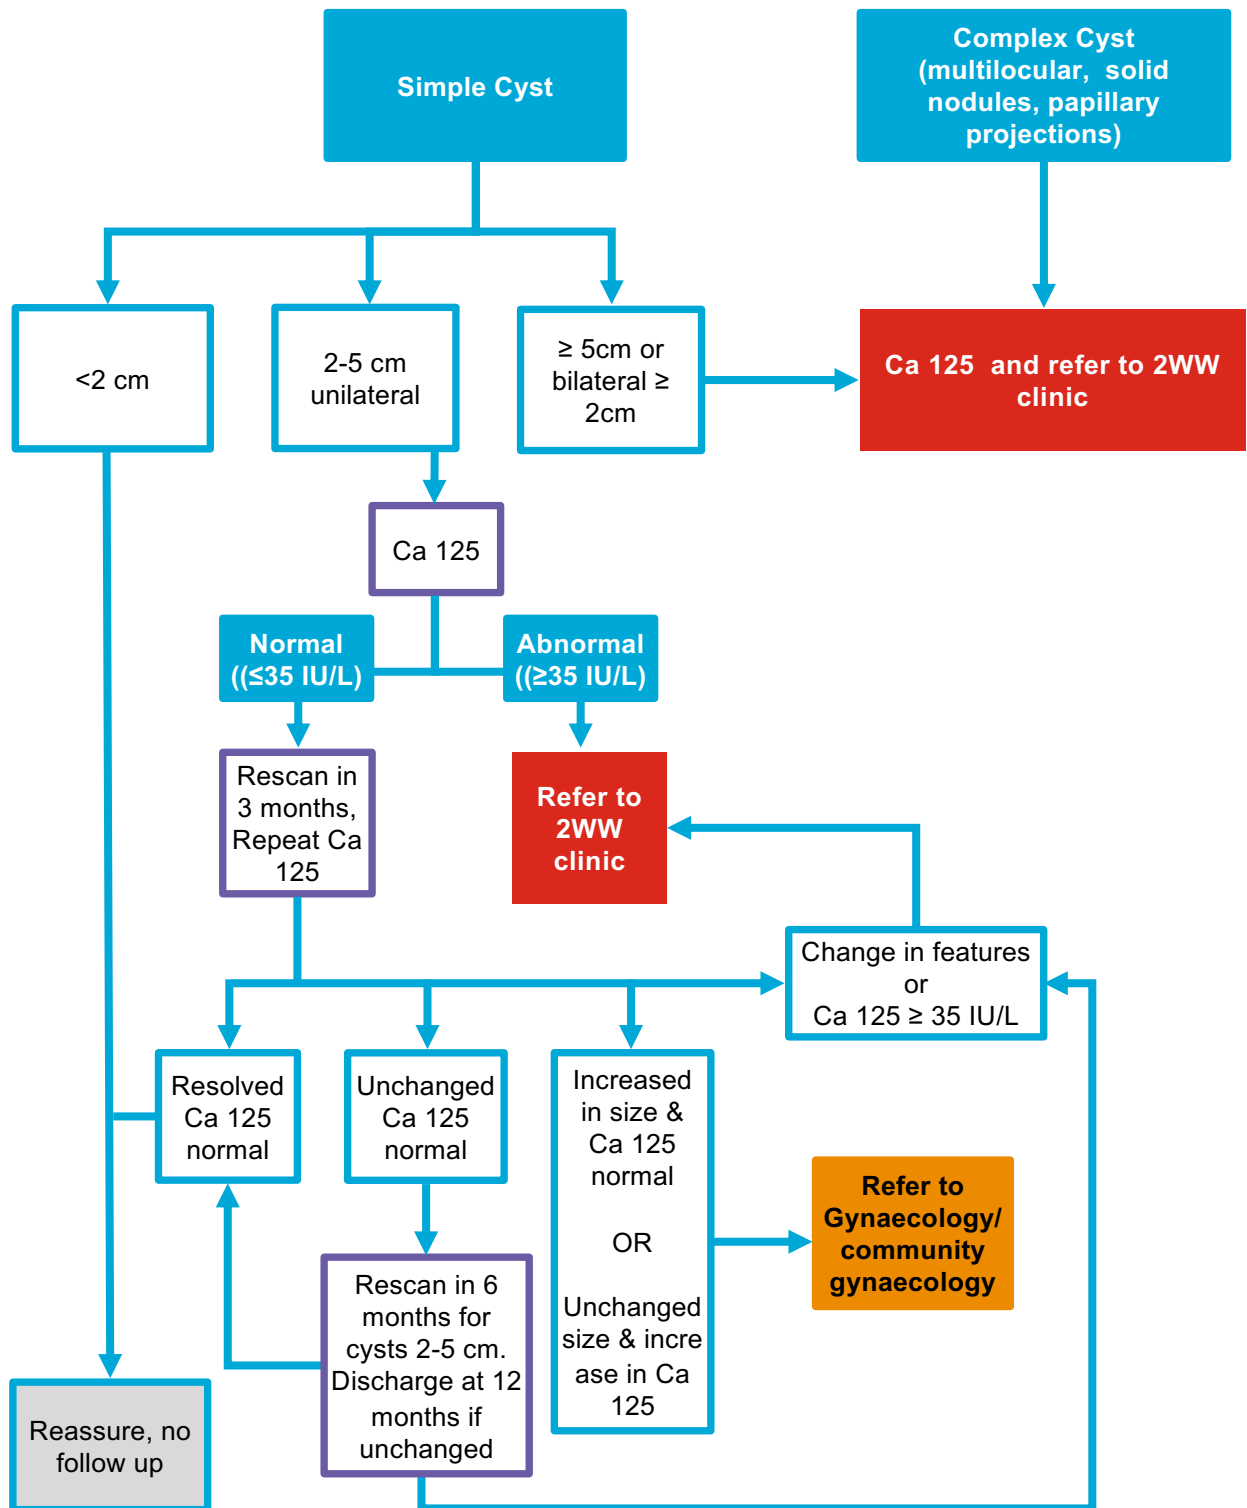 Simple Cyst
Complex Cyst
(multilocular, solid
nodules, papillary
projections)
<2 cm
2-5 cm
unilateral
≥ 5cm or
bilateral ≥
2cm
Ca 125 and refer to 2WW
clinic
Ca 125
Normal
((≤35 IU/L)
Abnormal
((≥35 IU/L)
Rescan in
3 months,
Repeat Ca
125
Refer to
2WW
clinic
Change in features
or
Ca 125 ≥ 35 IU/L
Resolved
Ca 125
normal
Unchanged
Ca 125
normal
Increased
in size &
Ca 125
normal
OR
Unchanged
size & incre
ase in Ca
125
Refer to
Gynaecology/
community
gynaecology
Rescan in 6
months for
cysts 2-5 cm.
Discharge at 12
months if
unchanged
Reassure, no
follow up